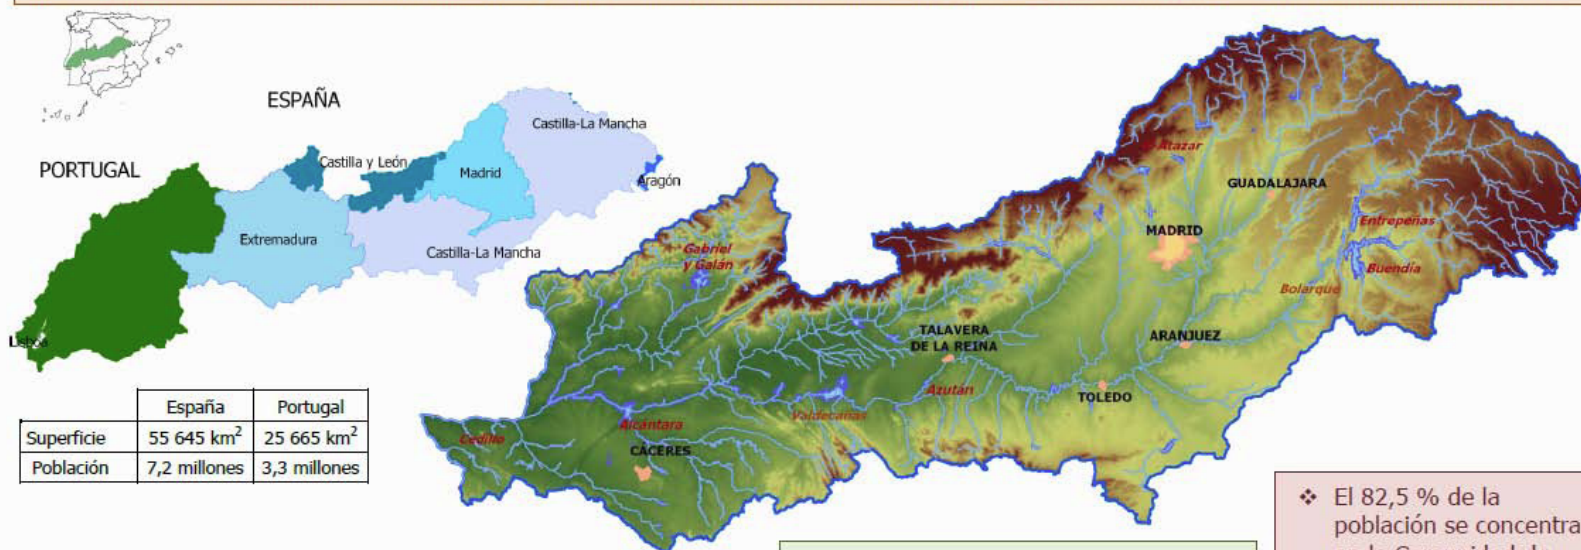 ESPAÑA
PORTUGAL
Castilla-La Mancha
Castilla y León
Madrid
Aragón
Extremadura
Castilla-La Mancha
Lisboa
España Portugal
Superficie 55 645 km² 25 665 km²
Población 7,2 millones 3,3 millones
Atazar
GUADALAJARA
MADRID
Entrepeñas
Gabriel
y Galán
Buendía
Bolarque
TALAVERA
DE LA REINA
ARANJUEZ
Azután
TOLEDO
Valdecañas
Alcántara
Cedillo
CÁCERES
❖ El 82,5 % de la
población se concentra